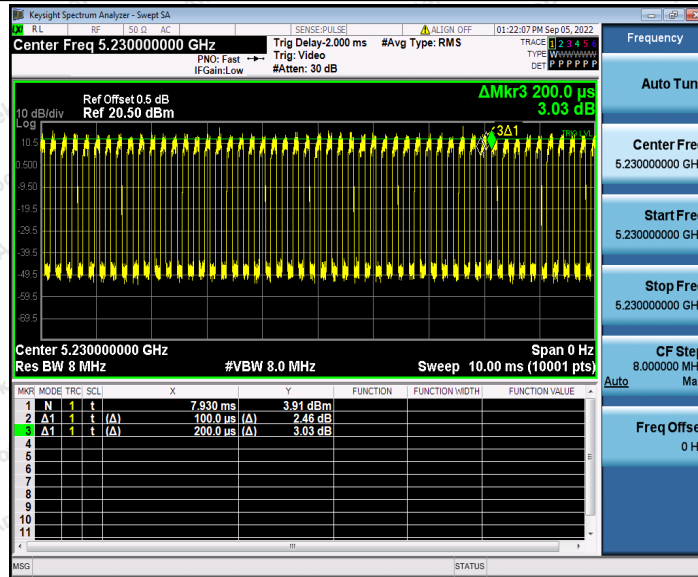 Keysight Spectrum Analyzer - Swept SA
RL RF 50 Ω AC SENSE:PULSE ALIGN OFF 01:22:07 PM Sep 05, 2022
Center Freq 5.230000000 GHz
PNO: Fast
IFGain:Low
Trig Delay-2.000 ms
Trig: Video
#Atten: 30 dB
#Avg Type: RMS
TRACE 1 2 3 4 5 6
TYPE WWWWWW
DET P P P P P P
Ref Offset 0.5 dB
10 dB/div Ref 20.50 dBm
Log
ΔMkr3 200.0 µs
3.03 dB
3Δ1
TRIG LVL
10.5
0.500
-9.50
-19.5
-29.5
-39.5
-49.5
-59.5
-69.5
Center 5.230000000 GHz Span 0 Hz
Res BW 8 MHz #VBW 8.0 MHz Sweep 10.00 ms (10001 pts)
MKR MODE TRC SCL X Y FUNCTION FUNCTION WIDTH FUNCTION VALUE
1 N 1 t 7.930 ms 3.91 dBm
2 Δ1 1 t (Δ) 100.0 µs (Δ) 2.46 dB
3 Δ1 1 t (Δ) 200.0 µs (Δ) 3.03 dB
4
5
6
7
8
9
10
11
MSG STATUS
Frequency
Auto Tun
Center Fre
5.230000000 GH
Start Fre
5.230000000 GH
Stop Fre
5.230000000 GH
CF Step
8.000000 MH
Auto Ma
Freq Offse
0 H